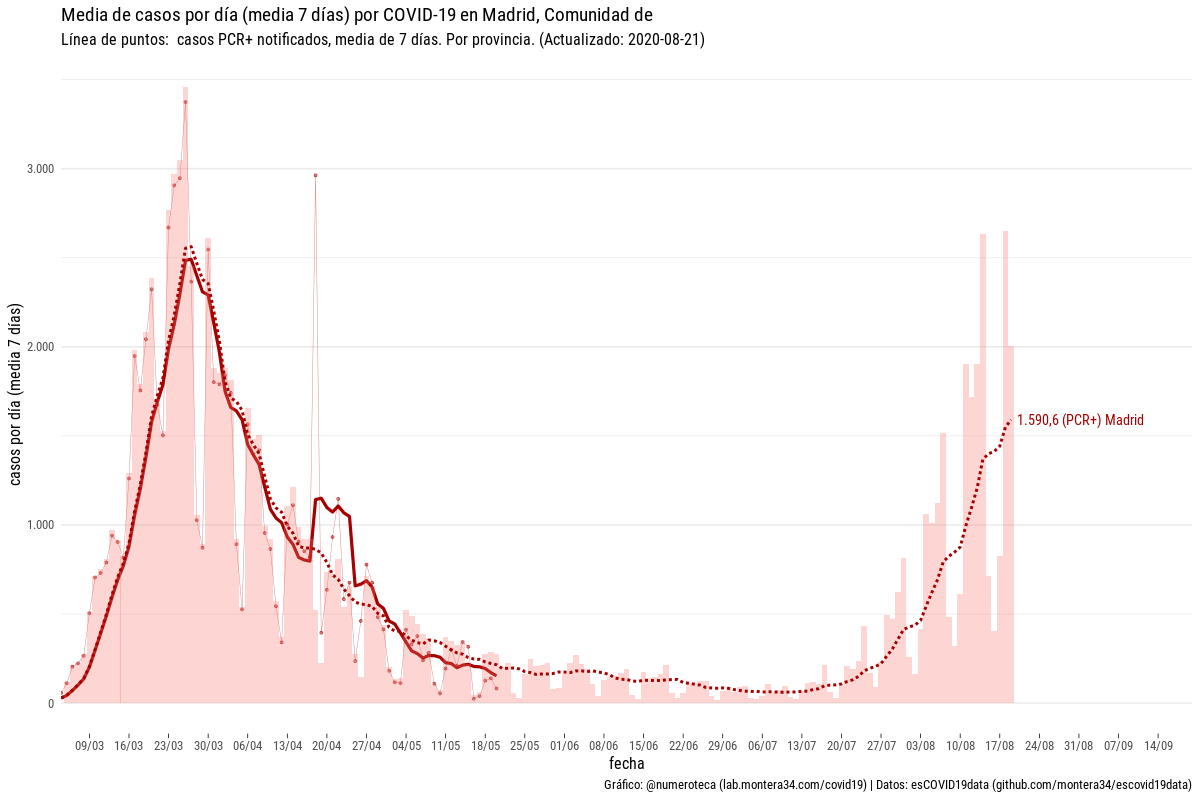 Media de casos por día (media 7 días) por COVID-19 en Madrid, Comunidad de
Línea de puntos:  casos PCR+ notificados, media de 7 días. Por provincia. (Actualizado: 2020-08-21)
casos por día (media 7 días)
3.000
2.000
1.000
0
1.590,6 (PCR+) Madrid
09/03 16/03 23/03 30/03 06/04 13/04 20/04 27/04 04/05 11/05 18/05 25/05 01/06 08/06 15/06 22/06 29/06 06/07 13/07 20/07 27/07 03/08 10/08 17/08 24/08 31/08 07/09 14/09
fecha
Gráfico: @numeroteca (lab.montera34.com/covid19) | Datos: esCOVID19data (github.com/montera34/escovid19data)